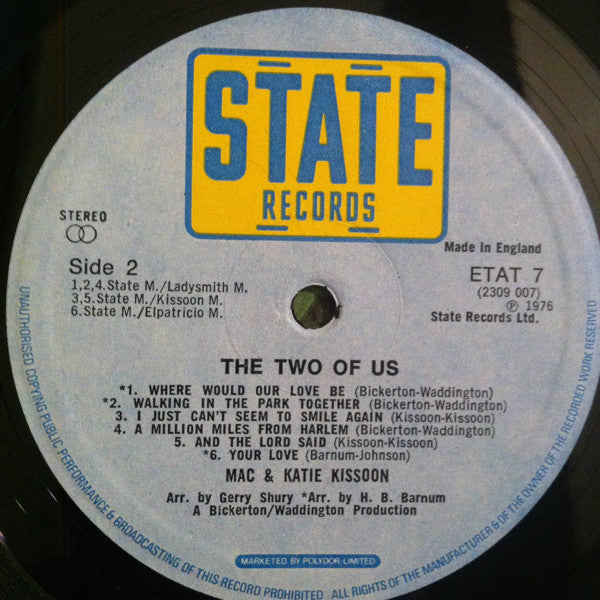 STATE
RECORDS
STEREO
Made in England
Side 2
ETAT 7
1,2,4.State M./Ladysmith M.
(2309 007)
3,5. State M./Kissoon M.
℗ 1976
6.State M./Elpatricio M.
State Records Ltd.
THE TWO OF US
*1. WHERE WOULD OUR LOVE BE (Bickerton-Waddington)
*2. WALKING IN THE PARK TOGETHER (Bickerton-Waddington)
3. I JUST CAN'T SEEM TO SMILE AGAIN (Kissoon-Kissoon)
4. A MILLION MILES FROM HARLEM (Bickerton-Waddington)
5. AND THE LORD SAID (Kissoon-Kissoon)
*6. YOUR LOVE (Barnum-Johnson)
MAC & KATIE KISSOON
Arr. by Gerry Shury *Arr. by H. B. Barnum
A Bickerton/Waddington Production
MARKETED BY POLYDOR LIMITED
UNAUTHORISED COPYING PUBLIC PERFORMANCE & BROADCASTING OF THIS RECORD PROHIBITED ALL RIGHTS OF THE MANUFACTURER & OF THE OWNER OF THE RECORDED WORK RESERVED